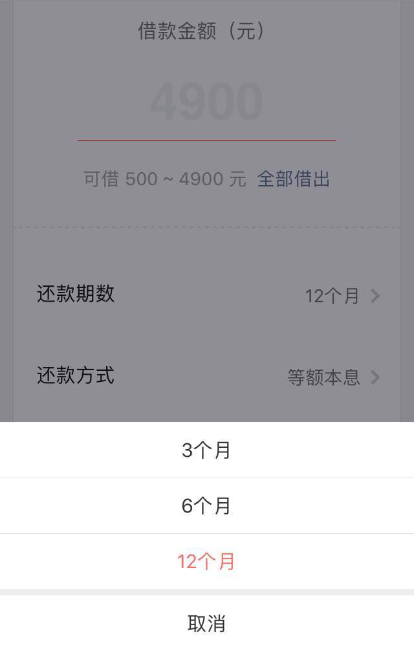 借款金额（元）
4900
可借 500 ~ 4900 元 全部借出
还款期数 12个月
还款方式 等额本息
3个月
6个月
12个月
取消